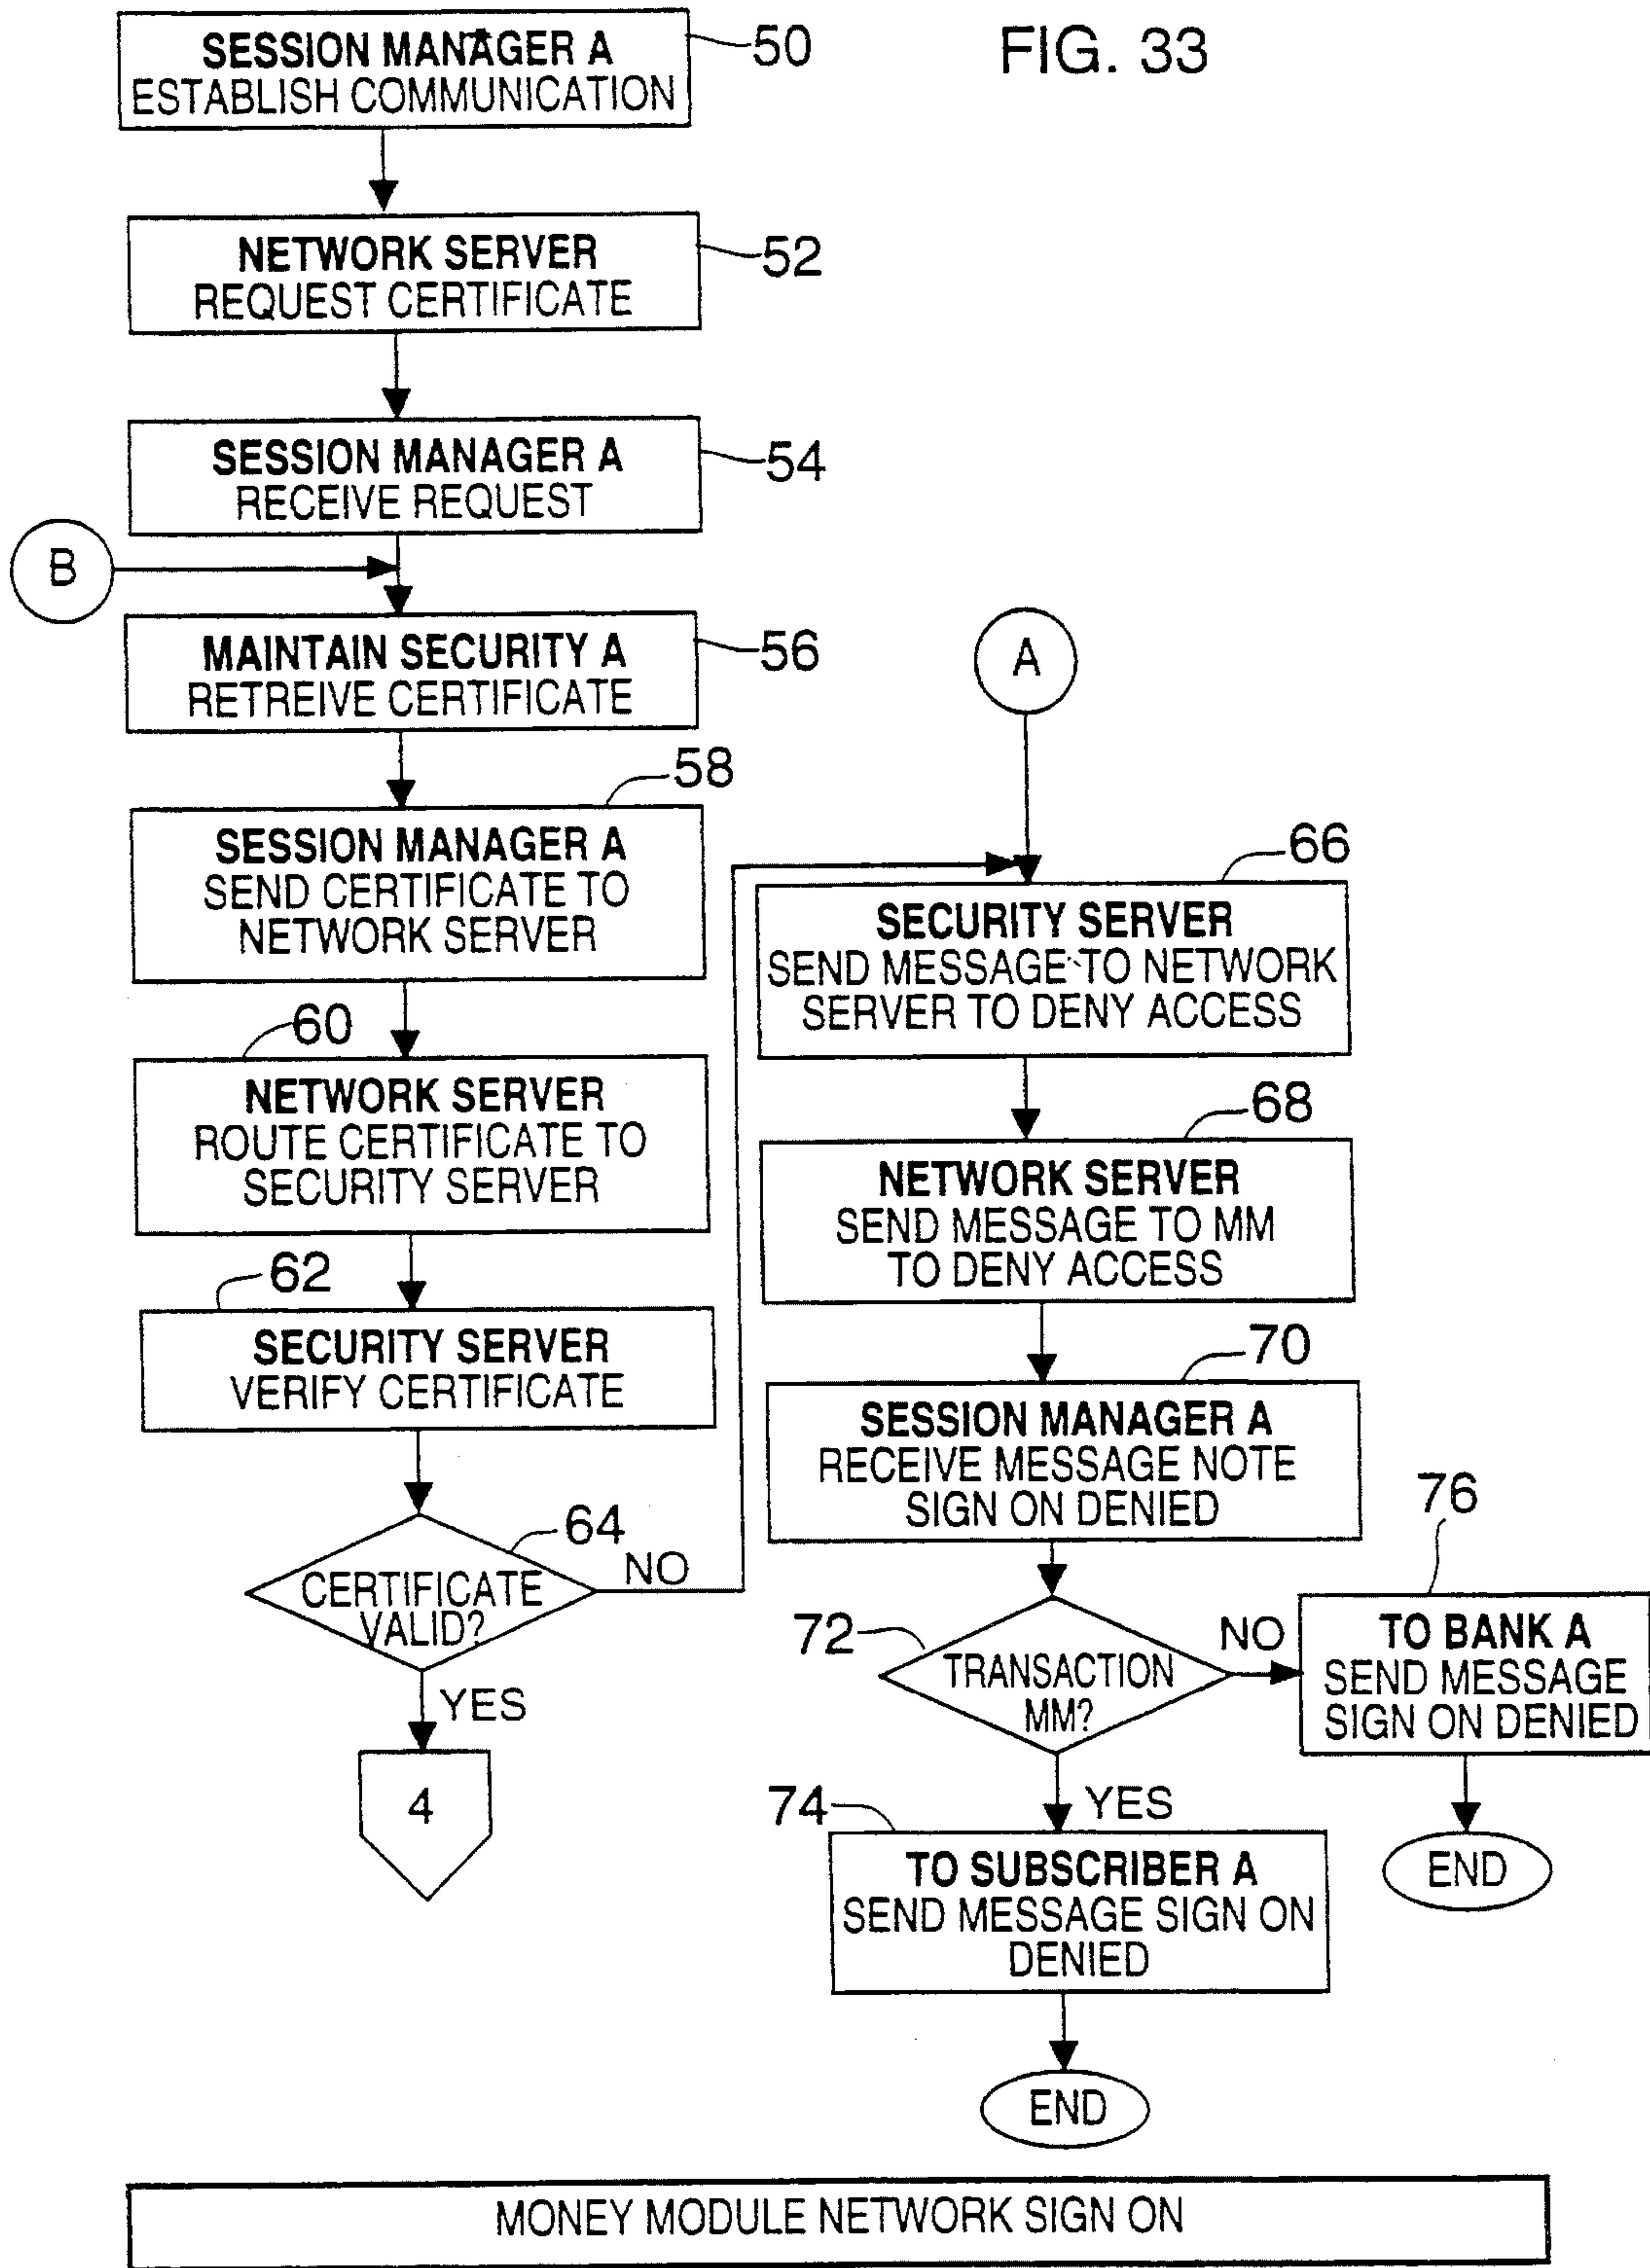 FIG. 33
SESSION MANAGER A
ESTABLISH COMMUNICATION
50
NETWORK SERVER
REQUEST CERTIFICATE
52
SESSION MANAGER A
RECEIVE REQUEST
54
B
MAINTAIN SECURITY A
RETREIVE CERTIFICATE
56
58
SESSION MANAGER A
SEND CERTIFICATE TO
NETWORK SERVER
60
NETWORK SERVER
ROUTE CERTIFICATE TO
SECURITY SERVER
62
SECURITY SERVER
VERIFY CERTIFICATE
64
CERTIFICATE
VALID?
NO
YES
4
A
66
SECURITY SERVER
SEND MESSAGE TO NETWORK
SERVER TO DENY ACCESS
68
NETWORK SERVER
SEND MESSAGE TO MM
TO DENY ACCESS
70
SESSION MANAGER A
RECEIVE MESSAGE NOTE
SIGN ON DENIED
72
TRANSACTION
MM?
NO
76
TO BANK A
SEND MESSAGE
SIGN ON DENIED
END
YES
74
TO SUBSCRIBER A
SEND MESSAGE SIGN ON
DENIED
END
MONEY MODULE NETWORK SIGN ON